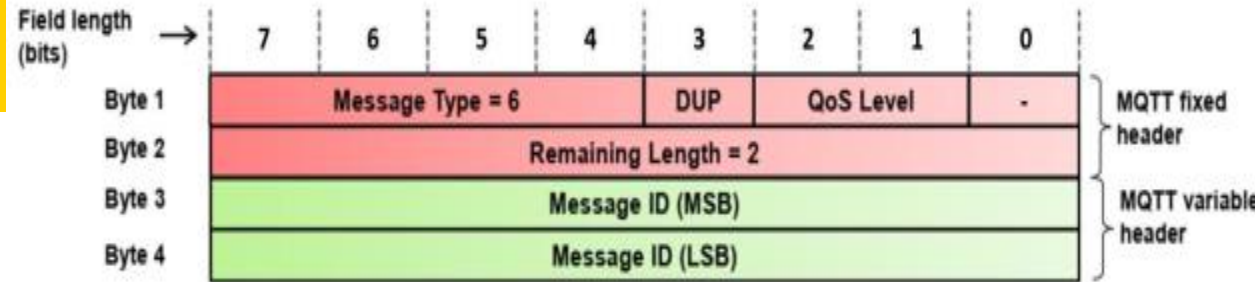 Field length
(bits) → 7 6 5 4 3 2 1 0
Byte 1 Message Type = 6 DUP QoS Level - MQTT fixed
header
Byte 2 Remaining Length = 2
Byte 3 Message ID (MSB) MQTT variable
header
Byte 4 Message ID (LSB)